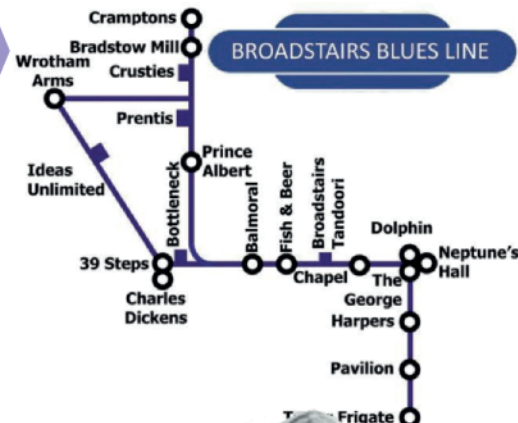 Cramptons
BROADSTAIRS BLUES LINE
Bradstow Mill
Crusties
Wrotham
Arms
Prentis
Prince
Albert
Ideas
Unlimited
Bottleneck
Balmoral
Fish & Beer
Broadstairs
Tandoori
Dolphin
Neptune's
Hall
39 Steps
Chapel
The
George
Charles
Dickens
Harpers
Pavilion
Frigate